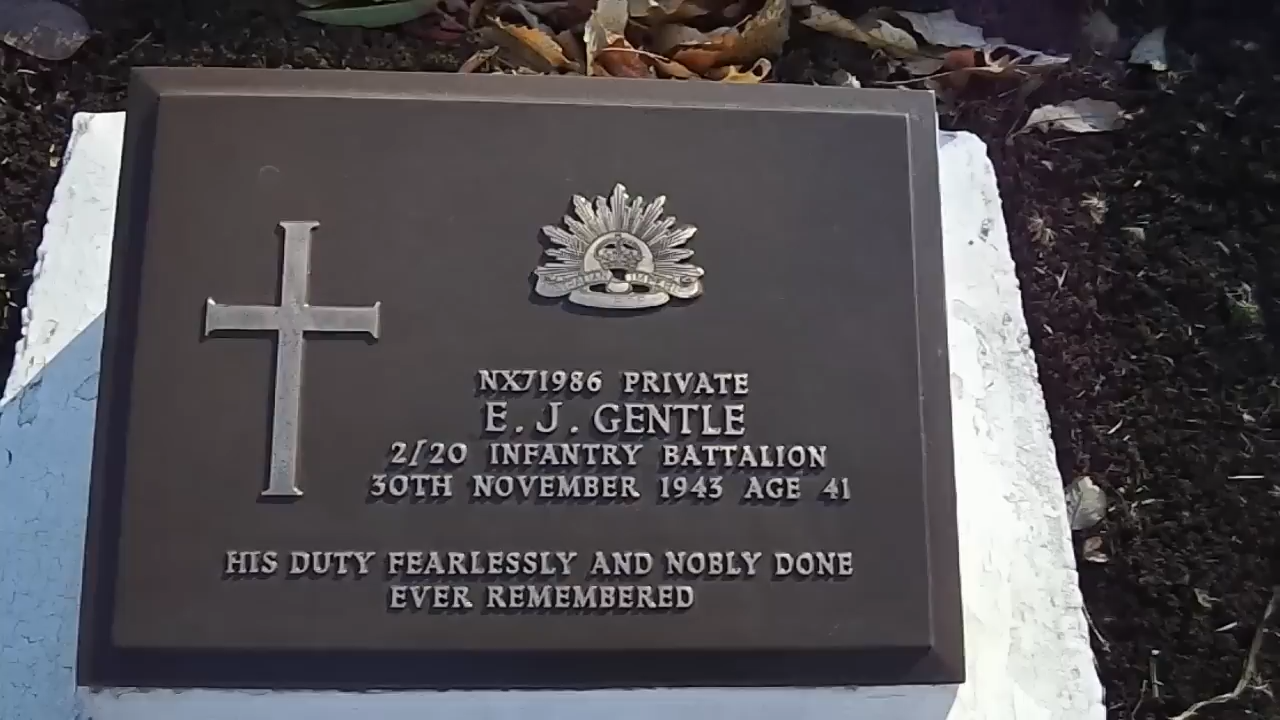 NX71986 PRIVATE
E. J. GENTLE
2/20 INFANTRY BATTALION
30TH NOVEMBER 1943 AGE 41
HIS DUTY FEARLESSLY AND NOBLY DONE
EVER REMEMBERED